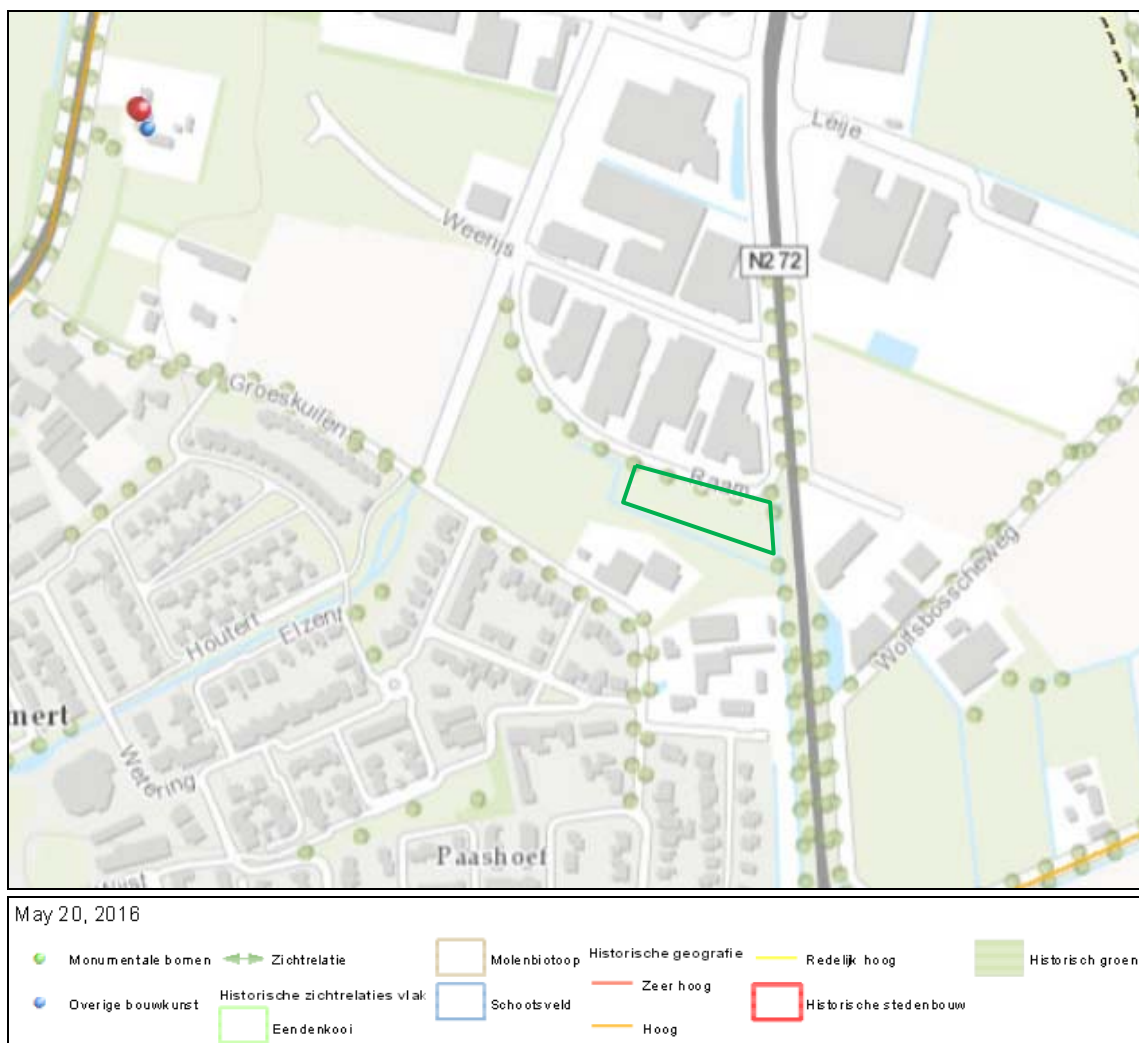 Leije
Weerijs
N272
Groeskuilen
Raam
Wolfsbosscheweg
Elzent
Houtert
mert
Wetering
Paashoef
Wijst
May 20, 2016
Monumentale bomen
Zichtrelatie
Molenbiotoop
Historische geografie
Redelijk hoog
Historisch groen
Overige bouwkunst
Historische zichtrelaties vlak
Schootsveld
Zeer hoog
Historische stedenbouw
Eendenkooi
Hoog